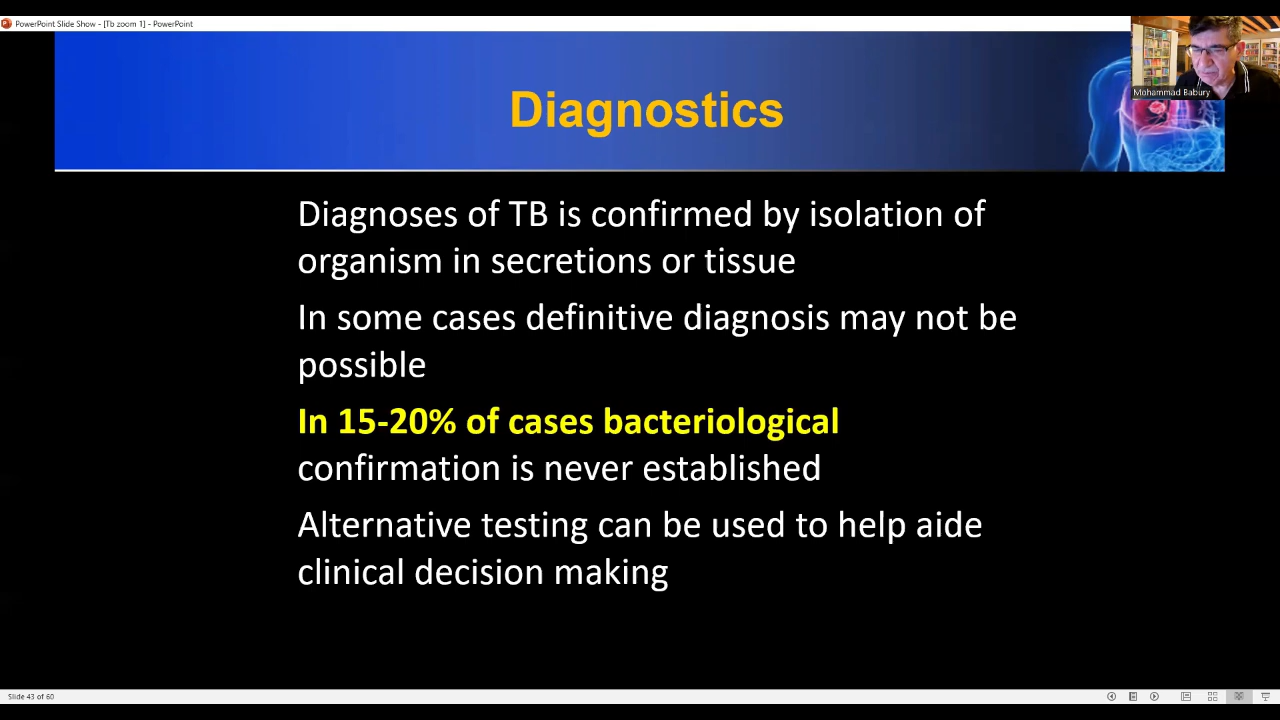 PowerPoint Slide Show - [Tb zoom 1] - PowerPoint
Mohammad Babury
Diagnostics
Diagnoses of TB is confirmed by isolation of
organism in secretions or tissue
In some cases definitive diagnosis may not be
possible
In 15-20% of cases bacteriological
confirmation is never established
Alternative testing can be used to help aide
clinical decision making
Slide 43 of 60